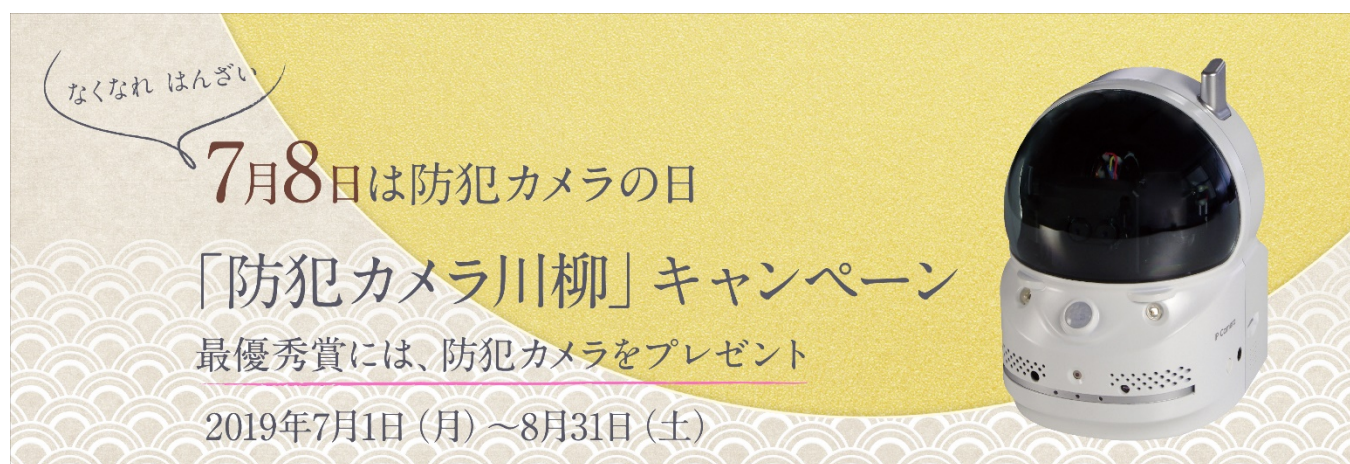 なくなれ はんざい
7月8日は防犯カメラの日
「防犯カメラ川柳」キャンペーン
最優秀賞には、防犯カメラをプレゼント
2019年7月1日（月）～8月31日（土）